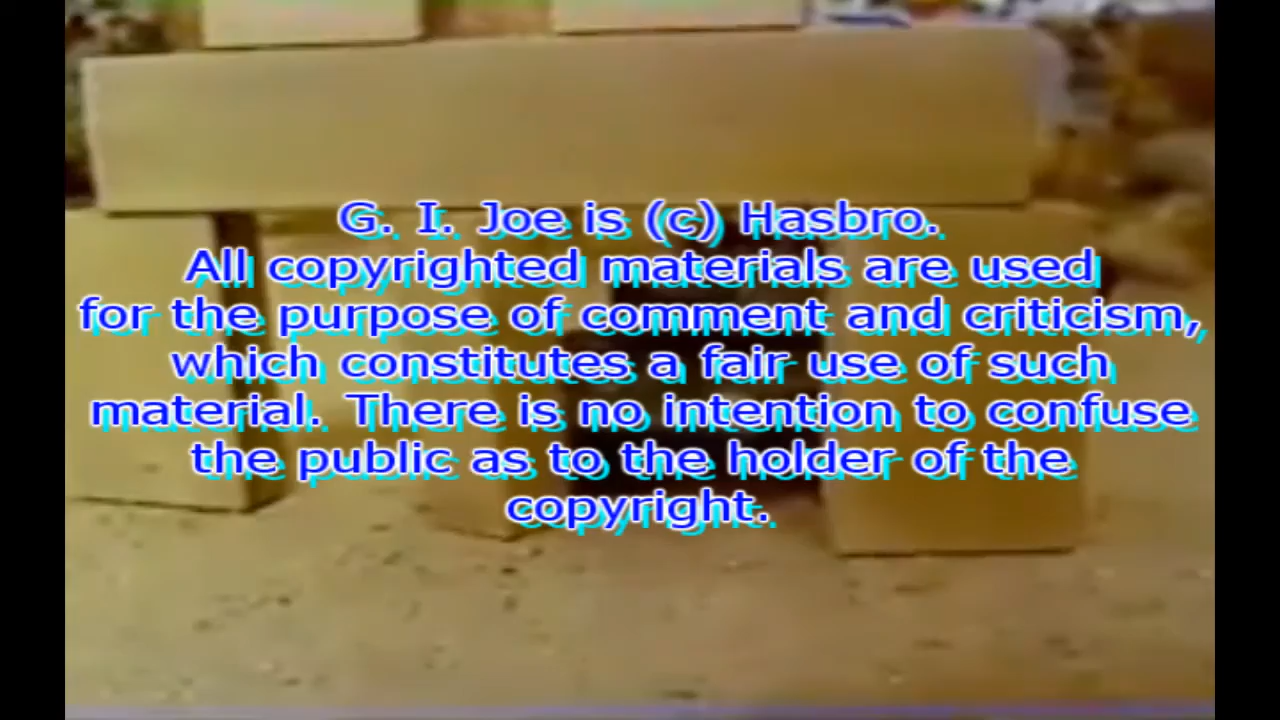 G. I. Joe is (c) Hasbro.
All copyrighted materials are used
for the purpose of comment and criticism,
which constitutes a fair use of such
material. There is no intention to confuse
the public as to the holder of the
copyright.